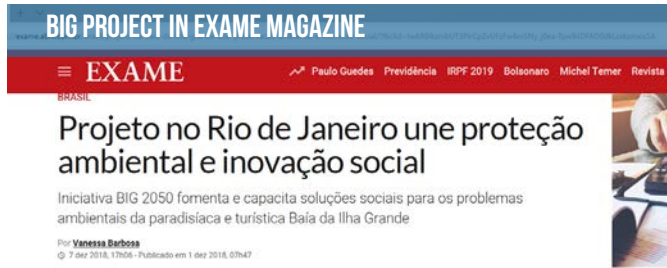 BIG PROJECT IN EXAME MAGAZINE
EXAME
Paulo Guedes Previdência IRPF 2019 Bolsonaro Michel Temer Revista
BRASIL
Projeto no Rio de Janeiro une proteção
ambiental e inovação social
Iniciativa BIG 2050 fomenta e capacita soluções sociais para os problemas
ambientais da paradisíaca e turística Baía da Ilha Grande
Por Vanessa Barbosa
7 dez 2018, 17h06 - Publicado em 1 dez 2018, 07h47